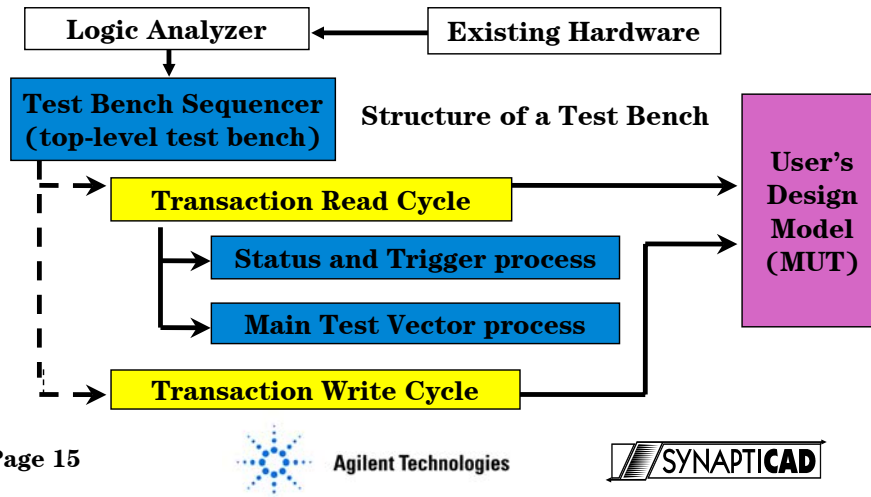 Logic Analyzer
Existing Hardware
Test Bench Sequencer
(top-level test bench)
Structure of a Test Bench
User's
Design
Model
(MUT)
Transaction Read Cycle
Status and Trigger process
Main Test Vector process
Transaction Write Cycle
Page 15
Agilent Technologies
SYNAPTICAD